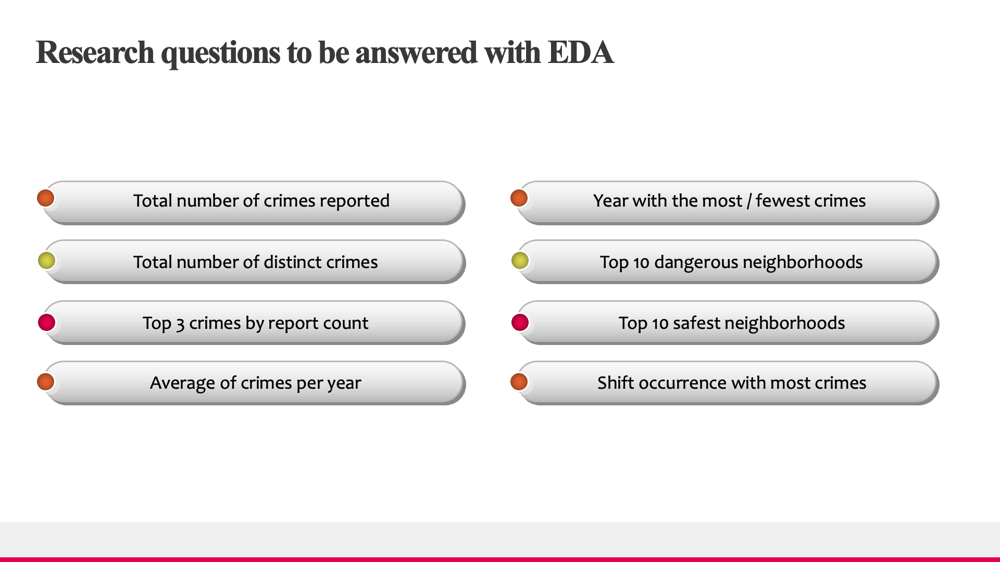 Research questions to be answered with EDA
Total number of crimes reported
Total number of distinct crimes
Top 3 crimes by report count
Average of crimes per year
Year with the most / fewest crimes
Top 10 dangerous neighborhoods
Top 10 safest neighborhoods
Shift occurrence with most crimes